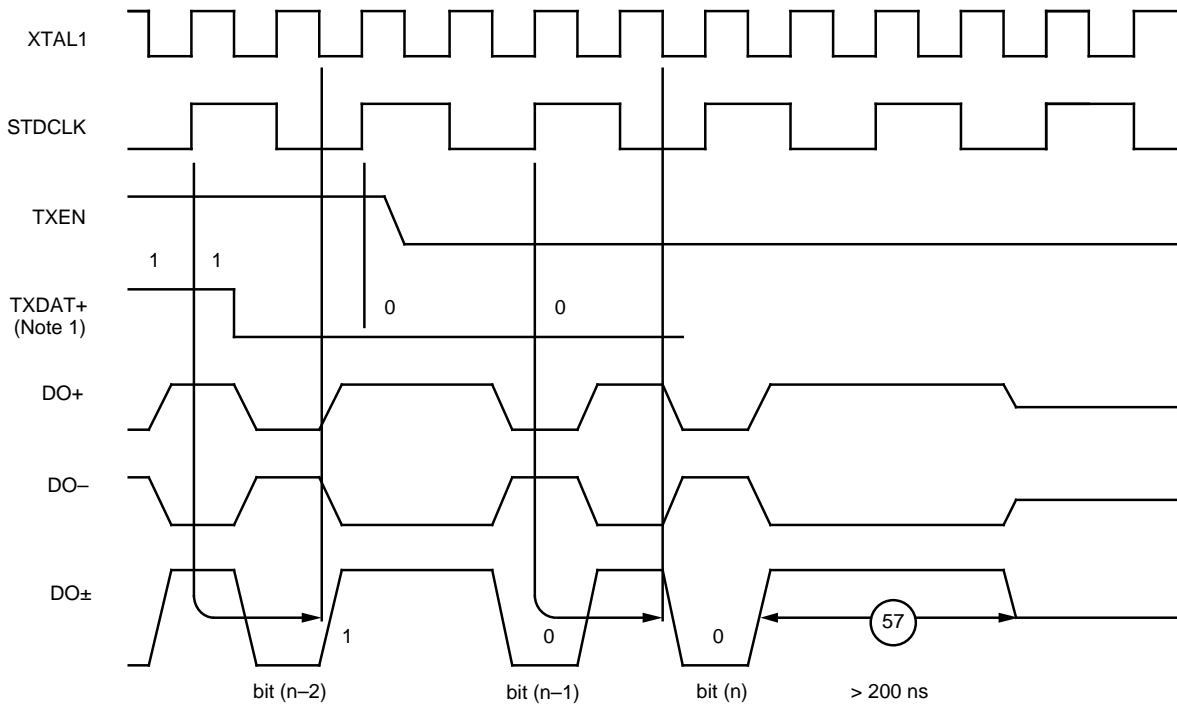 XTAL1
STDCLK
TXEN
1 1
TXDAT+
(Note 1)
0 0
DO+
DO–
DO±
57
1 0 0
bit (n–2) bit (n–1) bit (n) > 200 ns